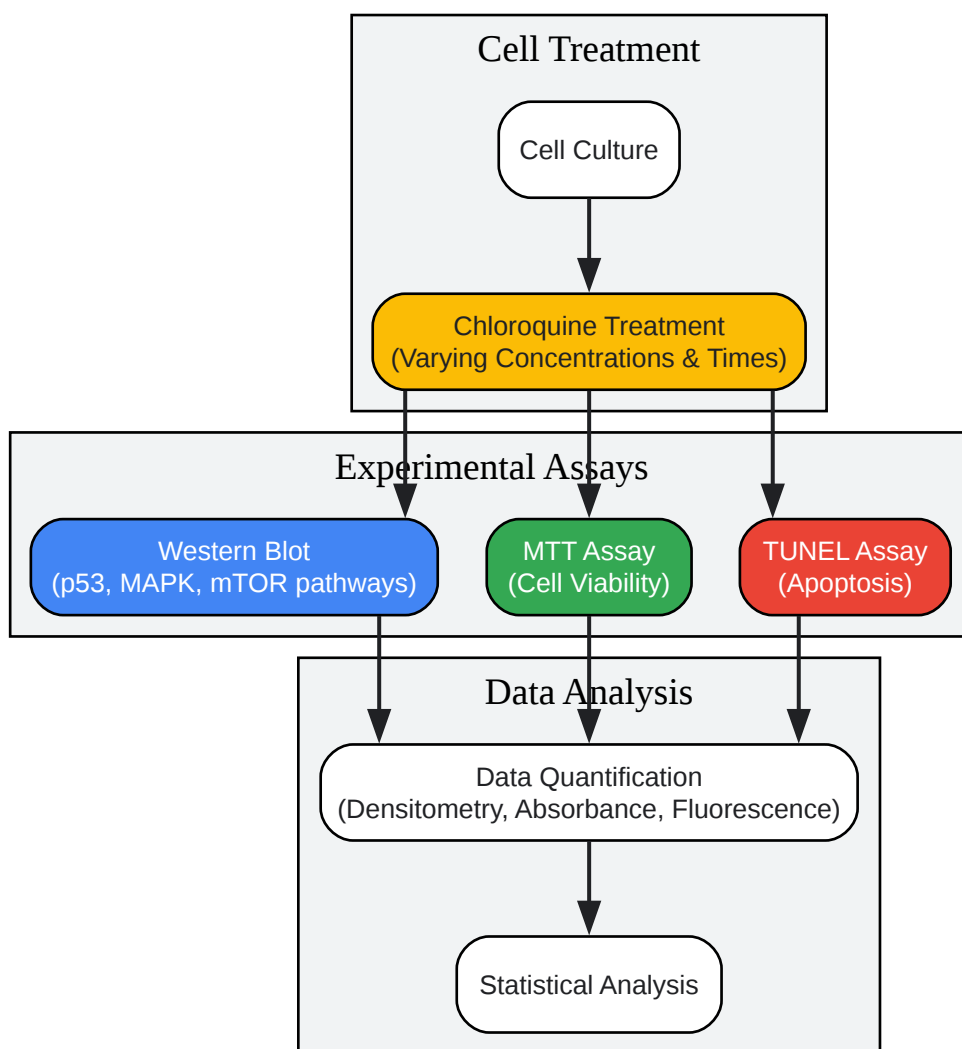 Cell Treatment
Cell Culture
Chloroquine Treatment
(Varying Concentrations & Times)
Experimental Assays
Western Blot
(p53, MAPK, mTOR pathways)
MTT Assay
(Cell Viability)
TUNEL Assay
(Apoptosis)
Data Analysis
Data Quantification
(Densitometry, Absorbance, Fluorescence)
Statistical Analysis